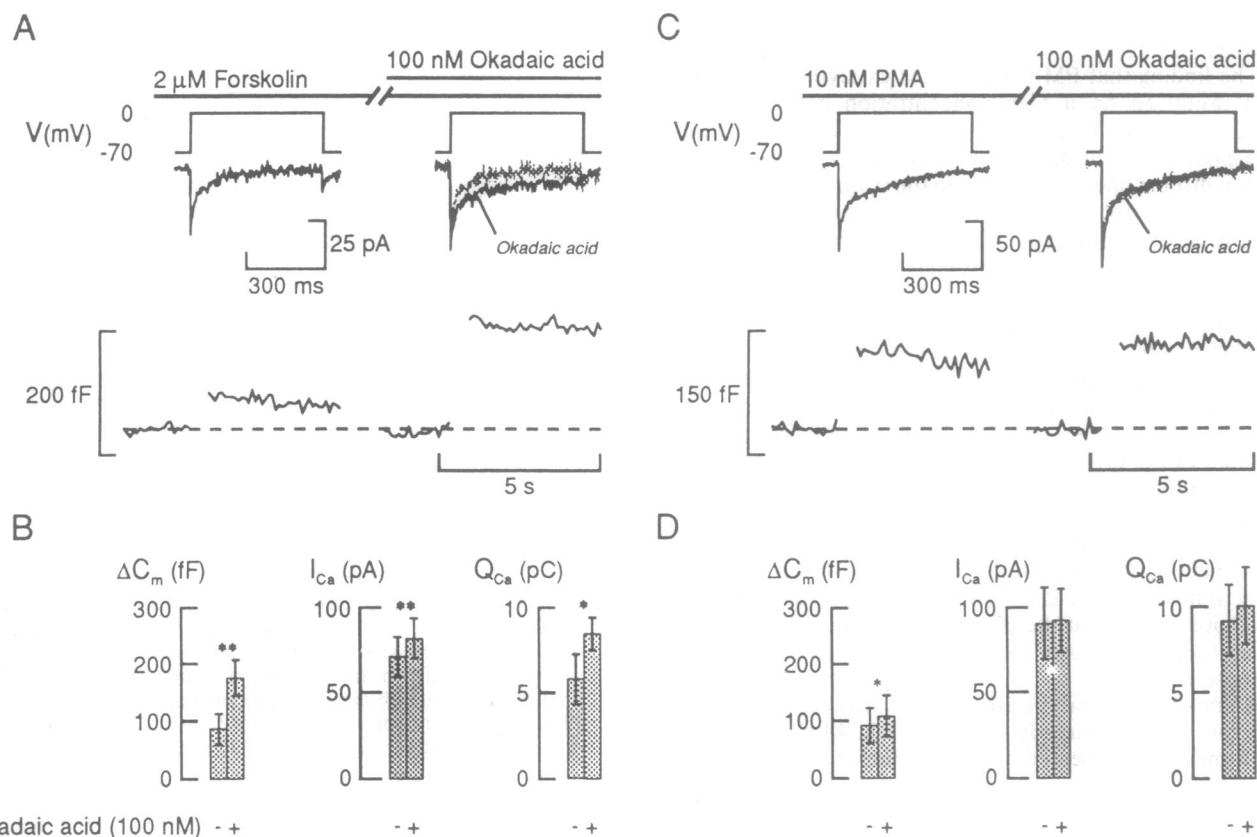 A
2 μM Forskolin
100 nM Okadaic acid
V(mV)
0
-70
25 pA
300 ms
Okadaic acid
200 fF
5 s
C
10 nM PMA
100 nM Okadaic acid
V(mV)
0
-70
50 pA
300 ms
Okadaic acid
150 fF
5 s
B
ΔCm (fF)
300
200
100
0
**
ICa (pA)
100
50
0
**
QCa (pC)
10
5
0
*
adaic acid (100 nM) - + - + - +
D
ΔCm (fF)
300
200
100
0
*
ICa (pA)
100
50
0
QCa (pC)
10
5
0
- + - + - +